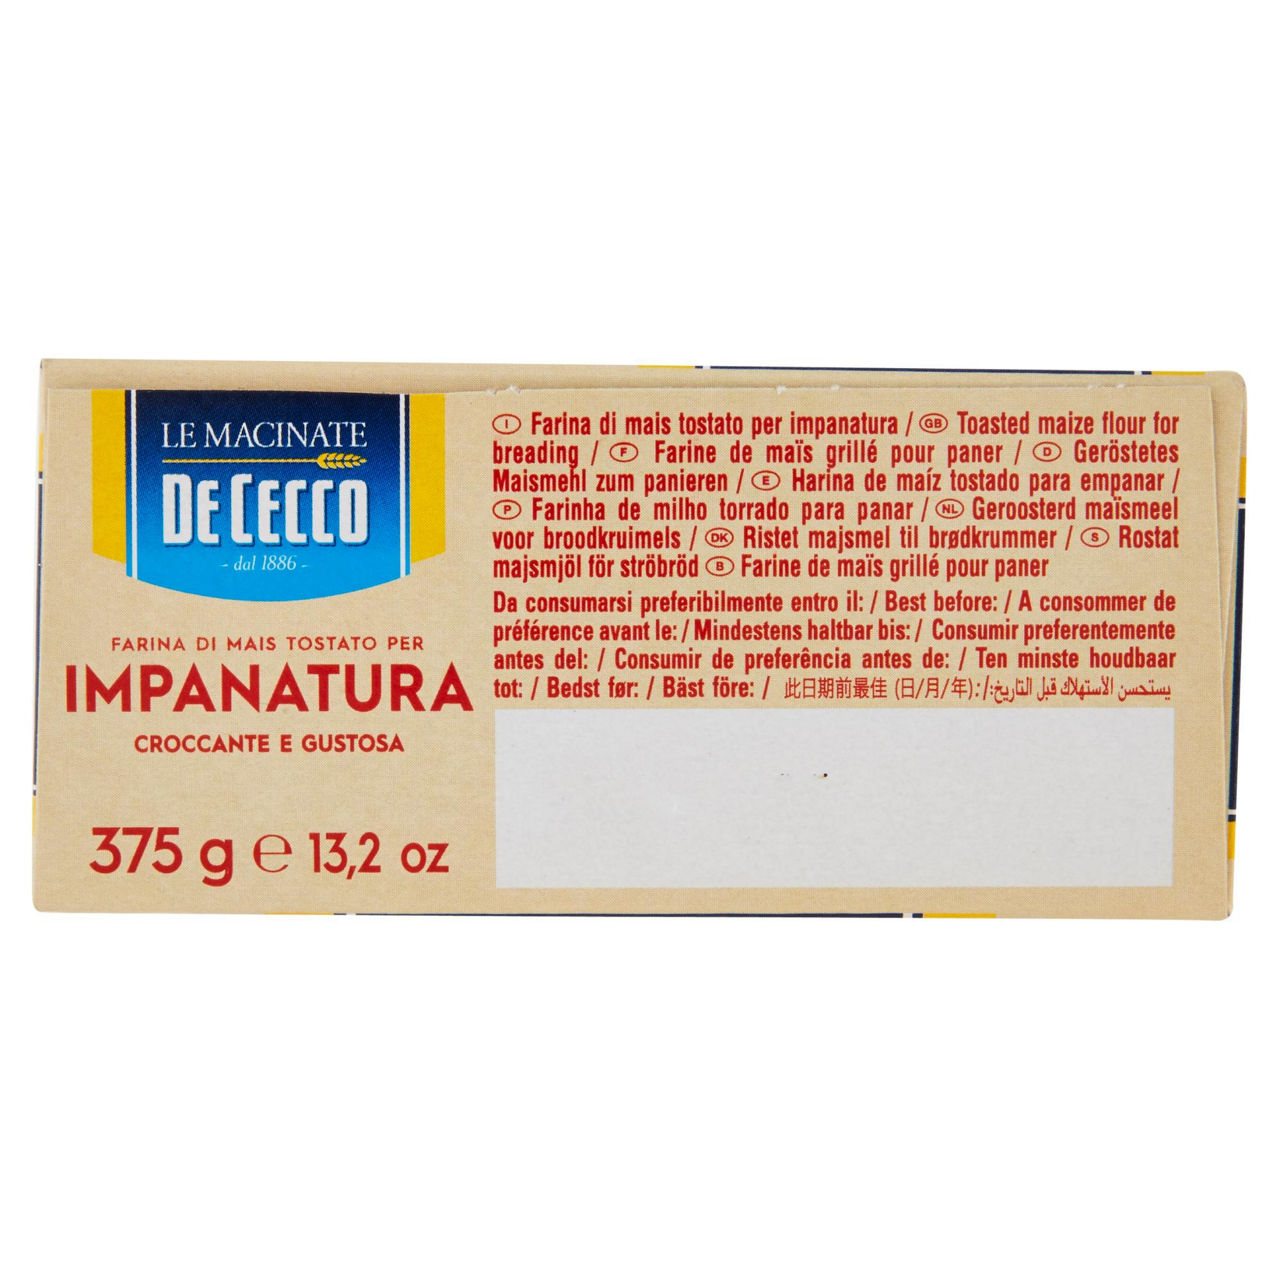 LE MACINATE
DE CECCO
- dal 1886 -
FARINA DI MAIS TOSTATO PER
IMPANATURA
CROCCANTE E GUSTOSA
375 g ℮ 13,2 oz
I Farina di mais tostato per impanatura / GB Toasted maize flour for
breading / F Farine de maïs grillé pour paner / D Geröstetes
Maismehl zum panieren / E Harina de maíz tostado para empanar /
P Farinha de milho torrado para panar / NL Geroosterd maïsmeel
voor broodkruimels / DK Ristet majsmel til brødkrummer / S Rostat
majsmjöl för ströbröd B Farine de maïs grillé pour paner
Da consumarsi preferibilmente entro il: / Best before: / A consommer de
préférence avant le: / Mindestens haltbar bis: / Consumir preferentemente
antes del: / Consumir de preferência antes de: / Ten minste houdbaar
tot: / Bedst før: / Bäst före: / 此日期前最佳 (日/月/年): / يستحسن الأستهلاك قبل التاريخ: